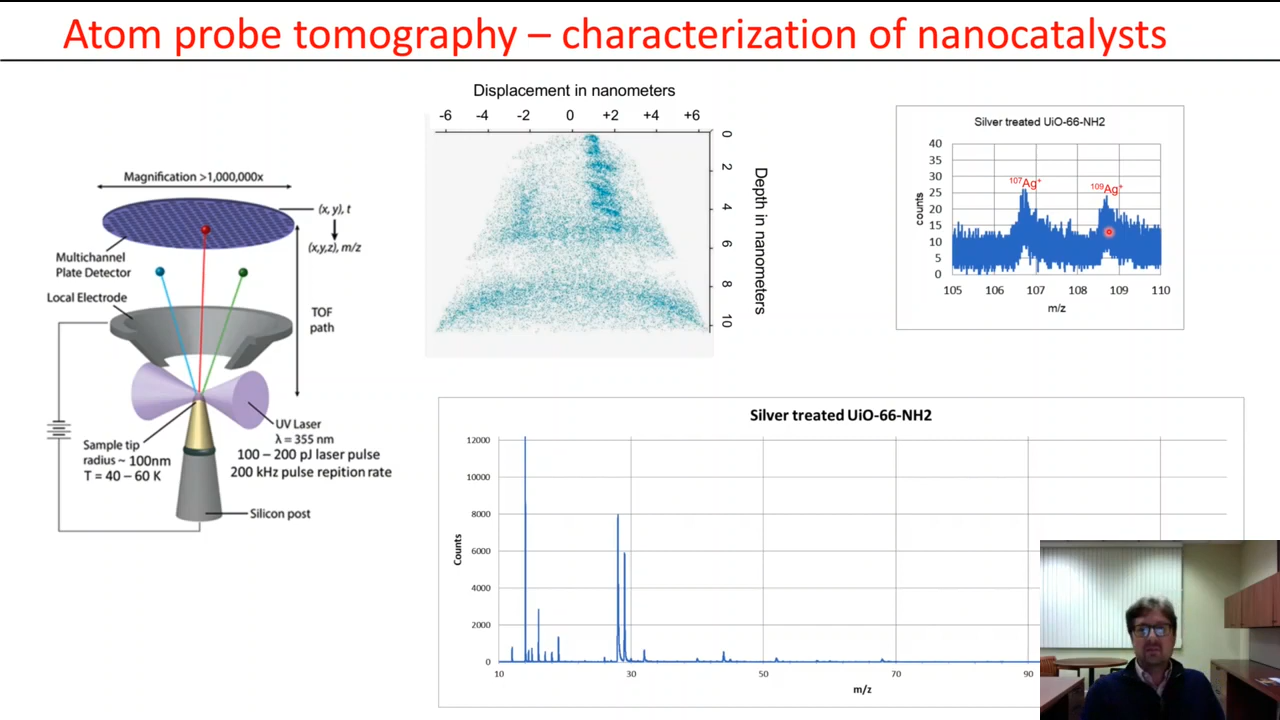 Atom probe tomography – characterization of nanocatalysts
Magnification >1,000,000x
(x, y), t
(x,y,z), m/z
Multichannel
Plate Detector
Local Electrode
TOF
path
UV Laser
λ = 355 nm
100 – 200 pJ laser pulse
200 kHz pulse repition rate
Sample tip
radius ~ 100nm
T = 40 – 60 K
Silicon post
Displacement in nanometers
-6 -4 -2 0 +2 +4 +6
0
2
4
6
8
10
Depth in nanometers
Silver treated UiO-66-NH2
40
35
30
25
20
15
10
5
0
counts
¹⁰⁷Ag⁺
¹⁰⁹Ag⁺
105 106 107 108 109 110
m/z
Silver treated UiO-66-NH2
12000
10000
8000
6000
4000
2000
0
Counts
10 30 50 70 90
m/z